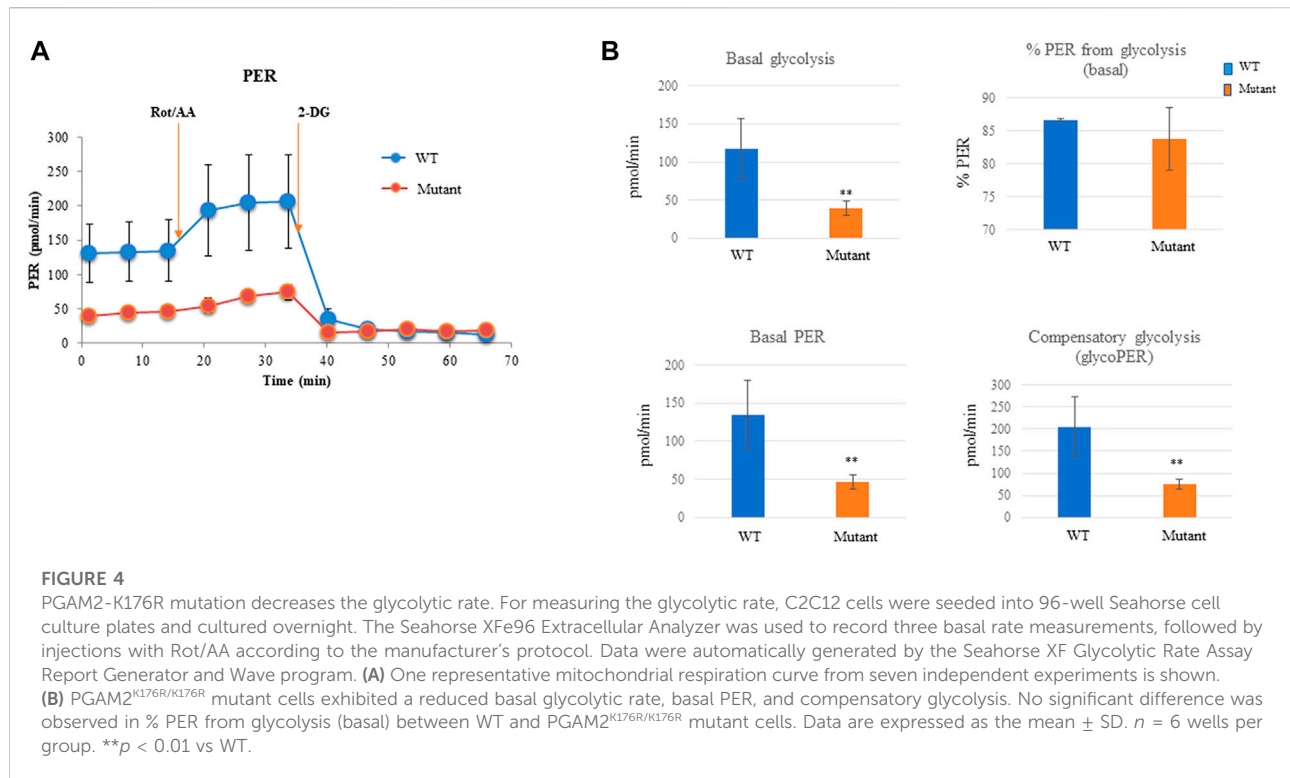 A
PER
Rot/AA
2-DG
300
250
200
150
100
50
0
PER (pmol/min)
0 10 20 30 40 50 60 70
Time (min)
WT
Mutant
B
Basal glycolysis
200
150
100
50
0
pmol/min
**
WT Mutant
% PER from glycolysis
(basal)
WT
Mutant
90
85
80
75
70
% PER
WT Mutant
Basal PER
200
150
100
50
0
pmol/min
**
WT Mutant
Compensatory glycolysis
(glycoPER)
300
250
200
150
100
50
0
pmol/min
**
WT Mutant
FIGURE 4
PGAM2-K176R mutation decreases the glycolytic rate. For measuring the glycolytic rate, C2C12 cells were seeded into 96-well Seahorse cell
culture plates and cultured overnight. The Seahorse XFe96 Extracellular Analyzer was used to record three basal rate measurements, followed by
injections with Rot/AA according to the manufacturer's protocol. Data were automatically generated by the Seahorse XF Glycolytic Rate Assay
Report Generator and Wave program. (A) One representative mitochondrial respiration curve from seven independent experiments is shown.
(B) PGAM2K176R/K176R mutant cells exhibited a reduced basal glycolytic rate, basal PER, and compensatory glycolysis. No significant difference was
observed in % PER from glycolysis (basal) between WT and PGAM2K176R/K176R mutant cells. Data are expressed as the mean ± SD. n = 6 wells per
group. **p < 0.01 vs WT.